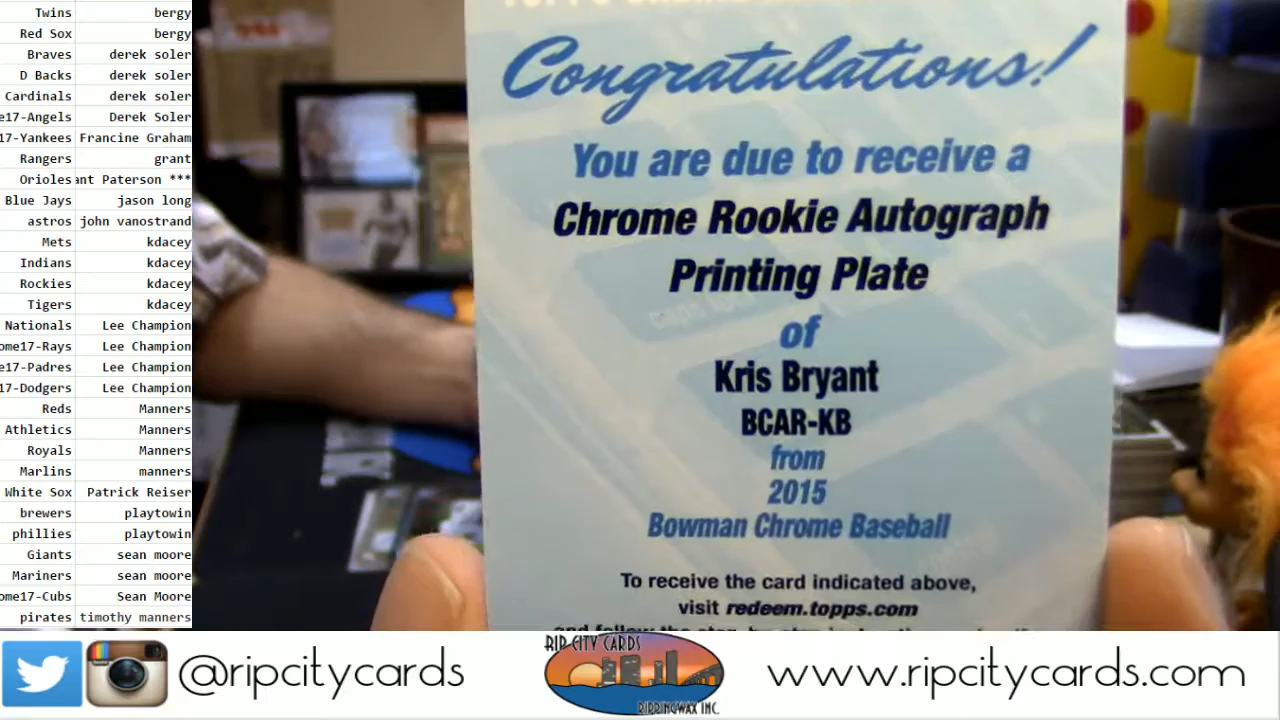 Twins bergy
Red Sox bergy
Braves derek soler
D Backs derek soler
Cardinals derek soler
e17-Angels Derek Soler
17-Yankees Francine Graham
Rangers grant
Orioles ant Paterson ***
Blue Jays jason long
astros john vanostrand
Mets kdacey
Indians kdacey
Rockies kdacey
Tigers kdacey
Nationals Lee Champion
ome17-Rays Lee Champion
e17-Padres Lee Champion
17-Dodgers Lee Champion
Reds Manners
Athletics Manners
Royals Manners
Marlins manners
White Sox Patrick Reiser
brewers playtowin
phillies playtowin
Giants sean moore
Mariners sean moore
ome17-Cubs Sean Moore
pirates timothy manners
Congratulations!
You are due to receive a
Chrome Rookie Autograph
Printing Plate
of
Kris Bryant
BCAR-KB
from
2015
Bowman Chrome Baseball
To receive the card indicated above,
visit redeem.topps.com
@ripcitycards
RIP CITY CARDS
RIPPINGWAX INC.
www.ripcitycards.com